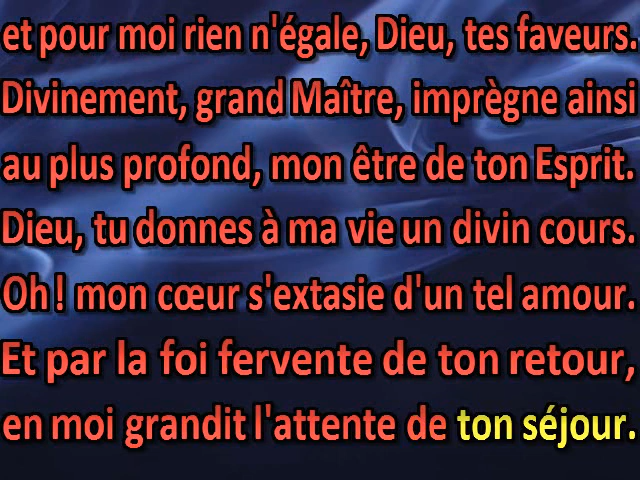 et pour moi rien n'égale, Dieu, tes faveurs.
Divinement, grand Maître, imprègne ainsi
au plus profond, mon être de ton Esprit.
Dieu, tu donnes à ma vie un divin cours.
Oh ! mon cœur s'extasie d'un tel amour.
Et par la foi fervente de ton retour,
en moi grandit l'attente de ton séjour.